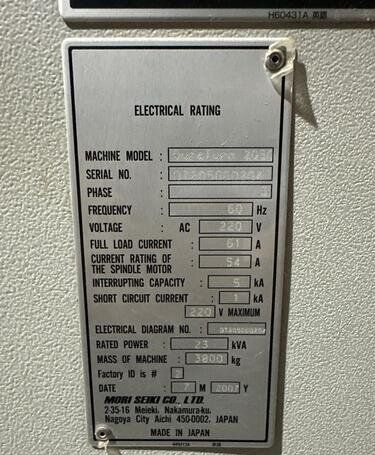 H60431A 英語
ELECTRICAL RATING
MACHINE MODEL :
SERIAL NO. :
PHASE : 3
FREQUENCY : 60 Hz
VOLTAGE : AC 220 V
FULL LOAD CURRENT : 61 A
CURRENT RATING OF THE SPINDLE MOTOR : 54 A
INTERRUPTING CAPACITY : 5 kA
SHORT CIRCUIT CURRENT : 1 kA
220 V MAXIMUM
ELECTRICAL DIAGRAM NO. :
RATED POWER : 23 kVA
MASS OF MACHINE : 3800 kg
Factory ID is #
DATE : 7 M 2007 Y
MORI SEIKI CO., LTD.
2-35-16 Meieki, Nakamura-ku,
Nagoya City Aichi 450-0002, JAPAN
MADE IN JAPAN